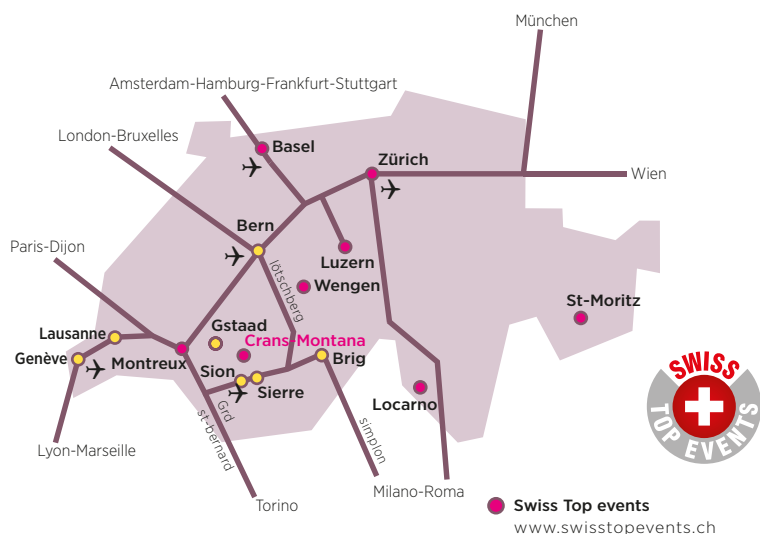 München
Amsterdam-Hamburg-Frankfurt-Stuttgart
London-Bruxelles
Basel
Zürich
Wien
Bern
Paris-Dijon
Luzern
lötschberg
Wengen
St-Moritz
Lausanne
Gstaad
Crans-Montana
Genève
Montreux
Sion
Brig
Sierre
Locarno
Grd
st-bernard
simplon
Lyon-Marseille
Milano-Roma
Torino
SWISS
TOP EVENTS
Swiss Top events
www.swisstopevents.ch